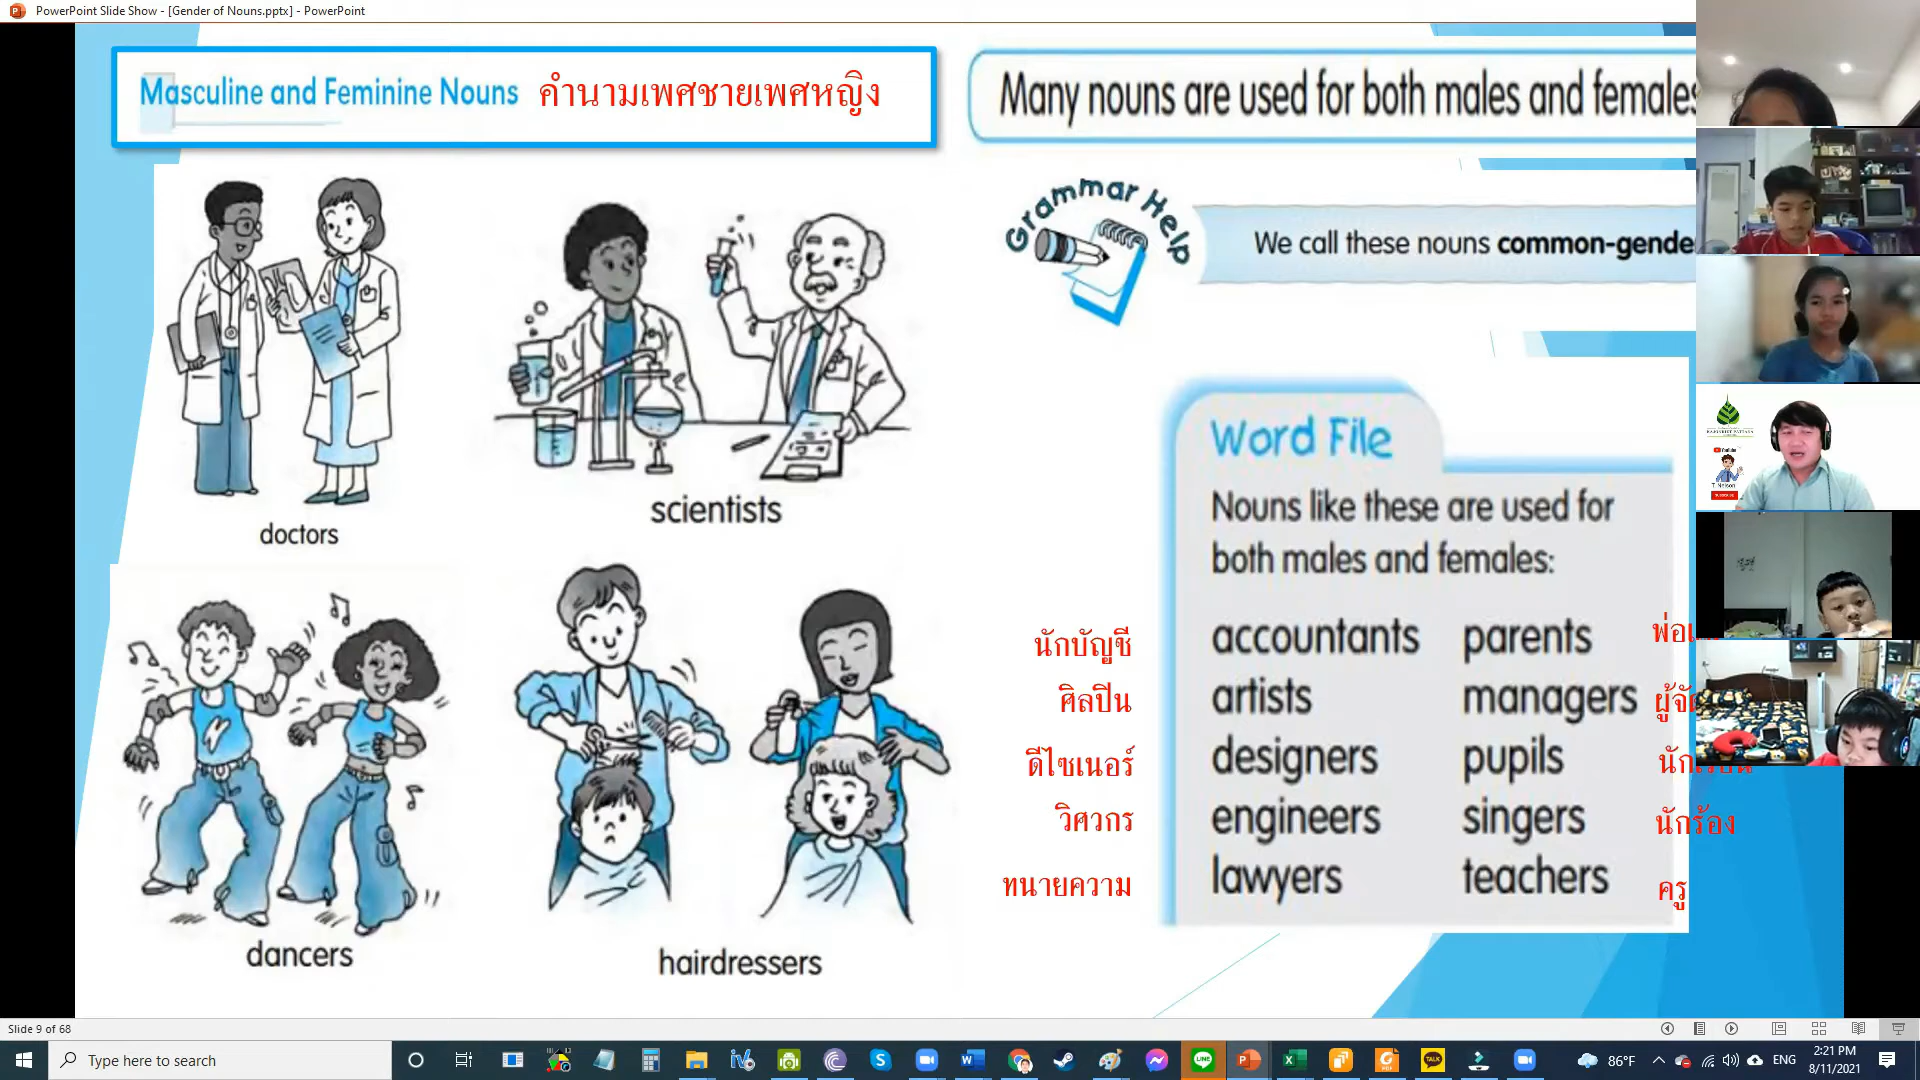 PowerPoint Slide Show - [Gender of Nouns.pptx] - PowerPoint
Masculine and Feminine Nouns คำนามเพศชายเพศหญิง
Many nouns are used for both males and females
Grammar Help
We call these nouns common-gende
doctors
scientists
dancers
hairdressers
Word File
Nouns like these are used for
both males and females:
นักบัญชี accountants parents
ศิลปิน artists managers
ดีไซเนอร์ designers pupils
วิศวกร engineers singers นักร้อง
ทนายความ lawyers teachers ครู
YouTube
T. Nelson
SUBSCRIBE
Slide 9 of 68
Type here to search
86°F
ENG
2:21 PM
8/11/2021